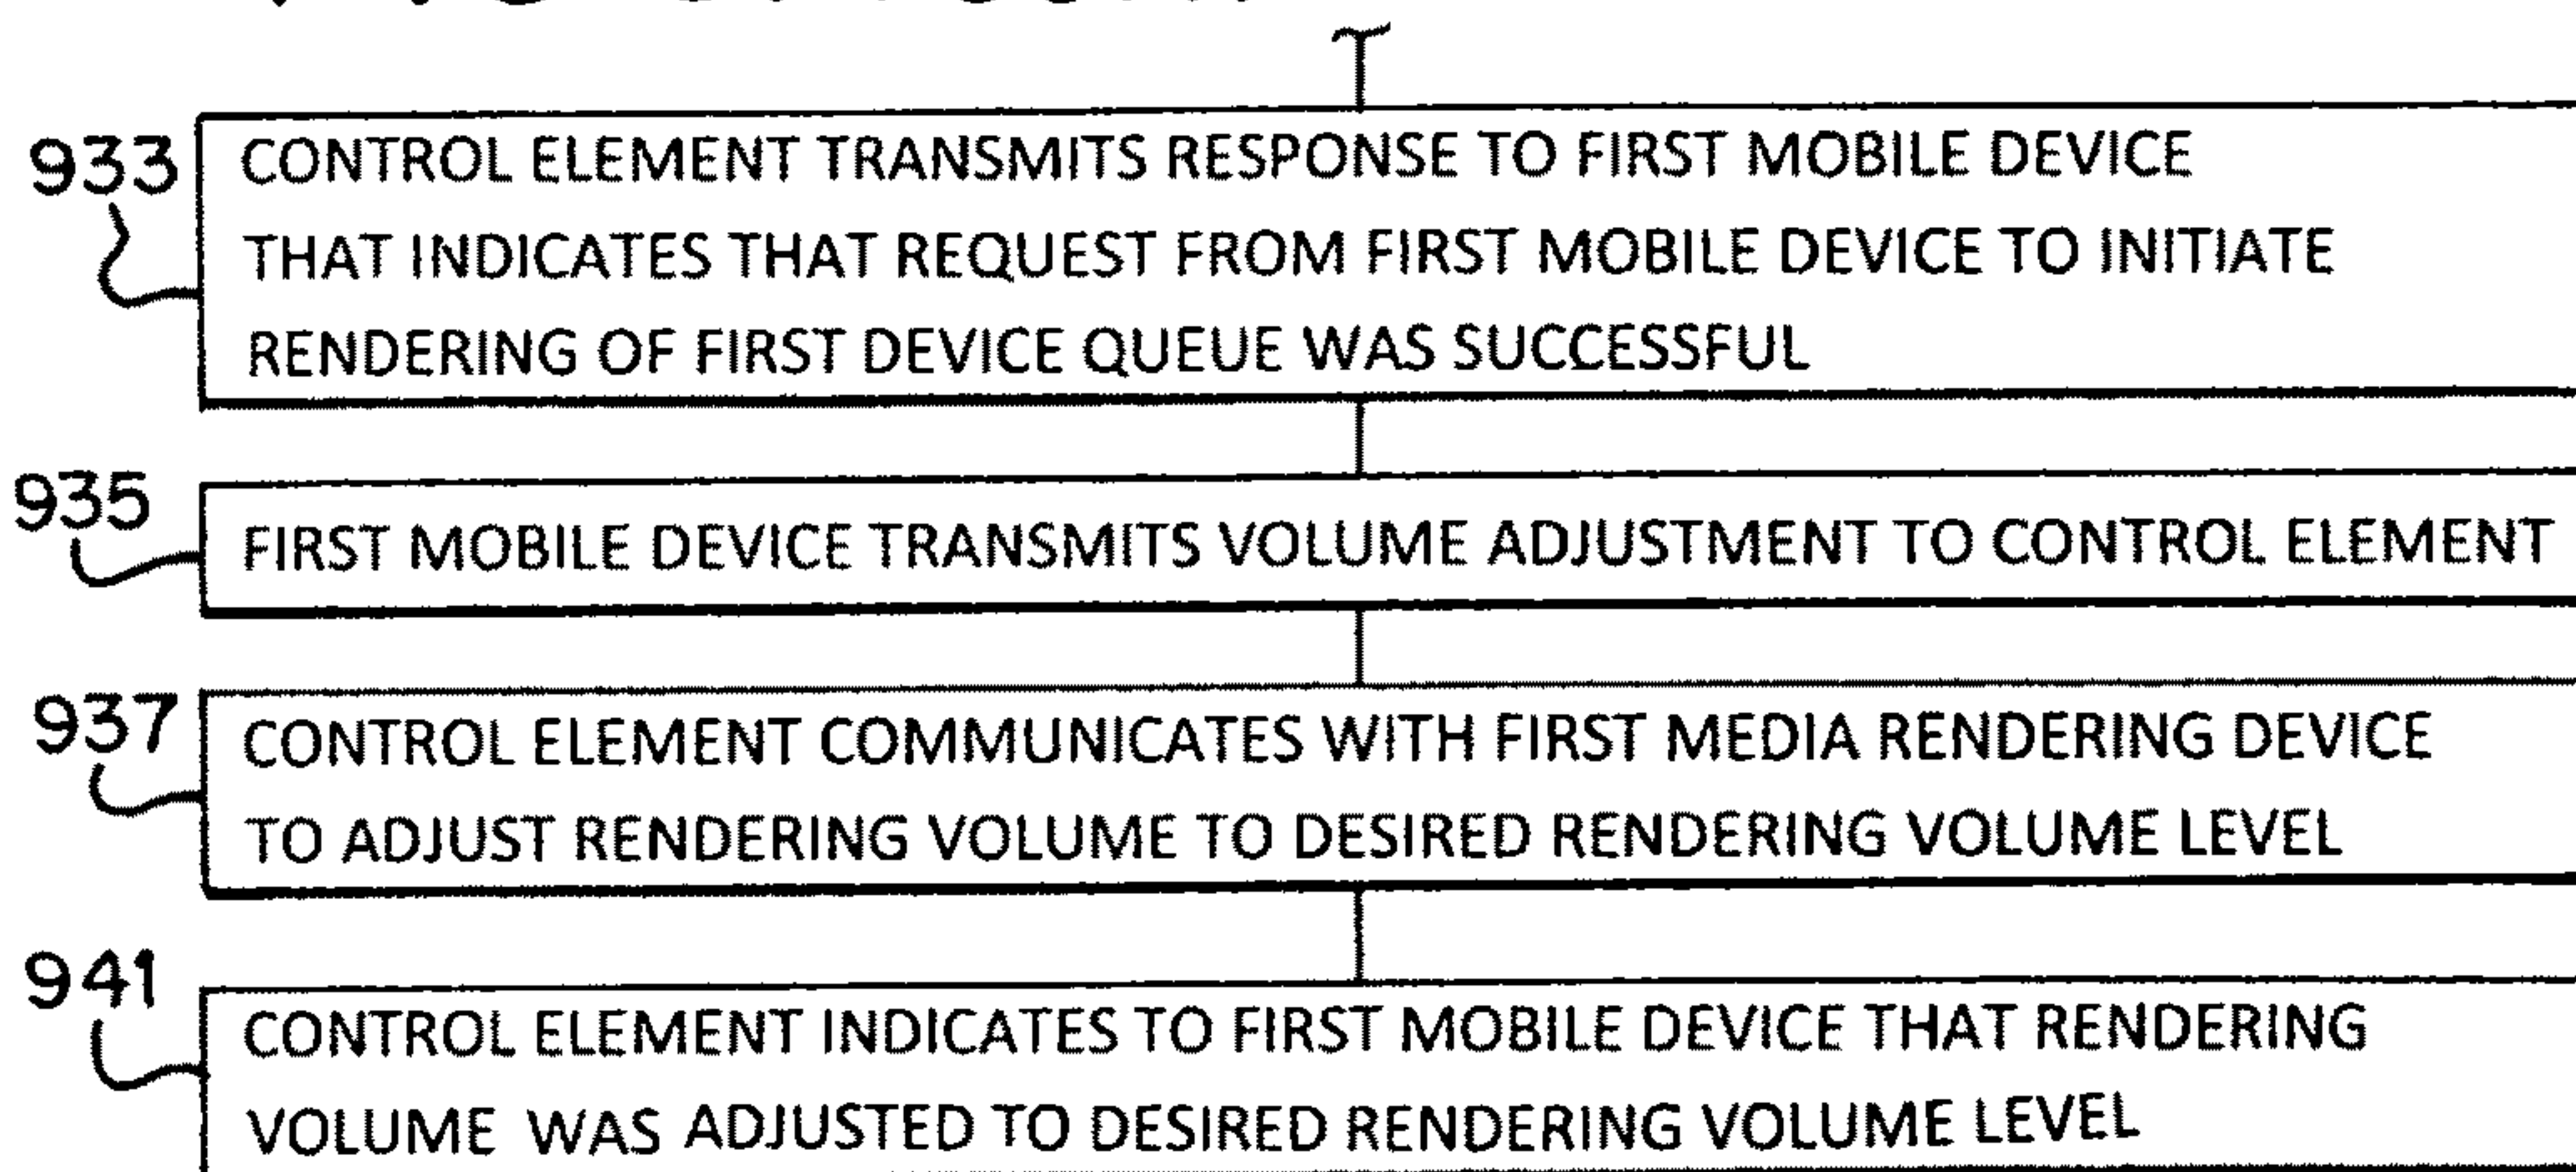 933
CONTROL ELEMENT TRANSMITS RESPONSE TO FIRST MOBILE DEVICE
THAT INDICATES THAT REQUEST FROM FIRST MOBILE DEVICE TO INITIATE
RENDERING OF FIRST DEVICE QUEUE WAS SUCCESSFUL
935
FIRST MOBILE DEVICE TRANSMITS VOLUME ADJUSTMENT TO CONTROL ELEMENT
937
CONTROL ELEMENT COMMUNICATES WITH FIRST MEDIA RENDERING DEVICE
TO ADJUST RENDERING VOLUME TO DESIRED RENDERING VOLUME LEVEL
941
CONTROL ELEMENT INDICATES TO FIRST MOBILE DEVICE THAT RENDERING
VOLUME WAS ADJUSTED TO DESIRED RENDERING VOLUME LEVEL